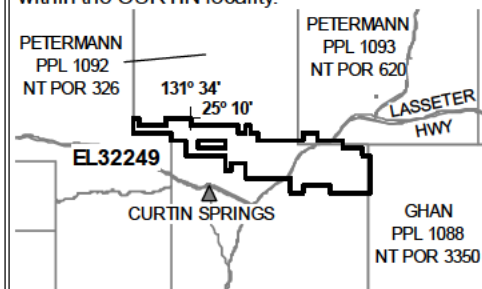 within the CURTIN locality.
PETERMANN
PPL 1092
NT POR 326
PETERMANN
PPL 1093
NT POR 620
131° 34'
25° 10'
LASSETER
HWY
EL32249
CURTIN SPRINGS
GHAN
PPL 1088
NT POR 3350